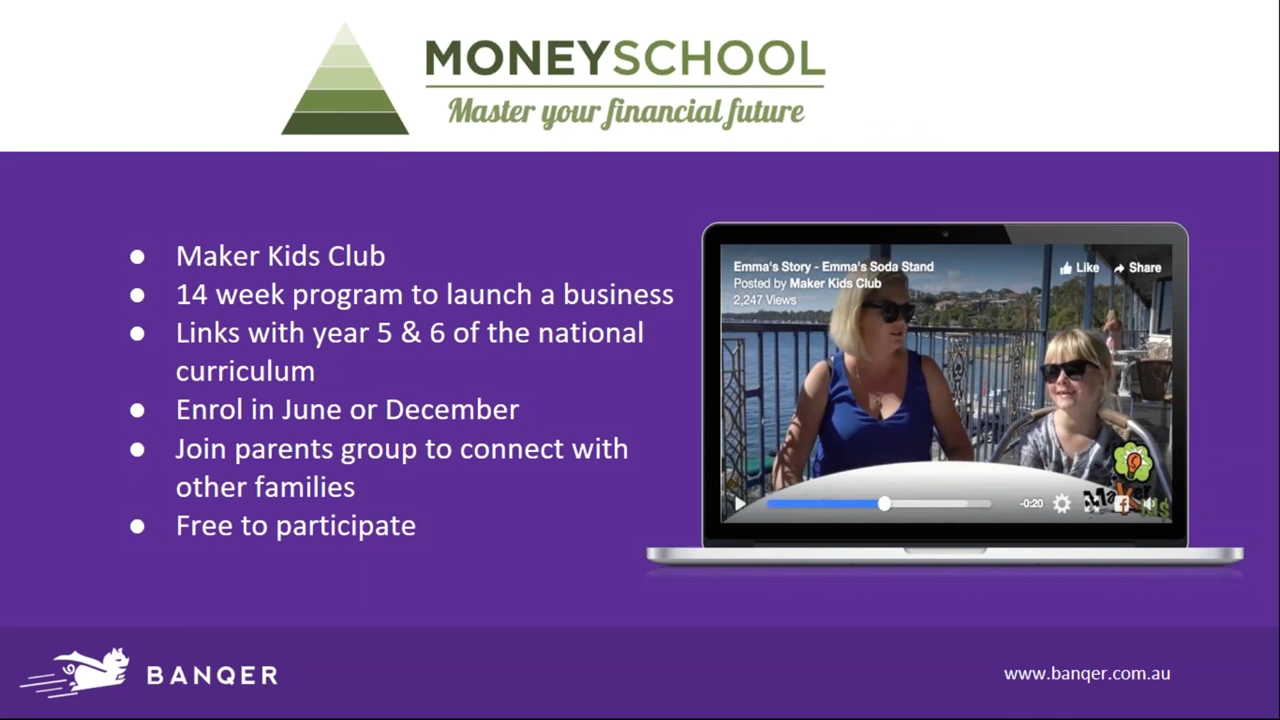 MONEYSCHOOL
Master your financial future
● Maker Kids Club
● 14 week program to launch a business
● Links with year 5 & 6 of the national
curriculum
● Enrol in June or December
● Join parents group to connect with
other families
● Free to participate
Emma's Story - Emma's Soda Stand
Posted by Maker Kids Club
2,247 Views
Like Share
-0:20
BANQER
www.banqer.com.au